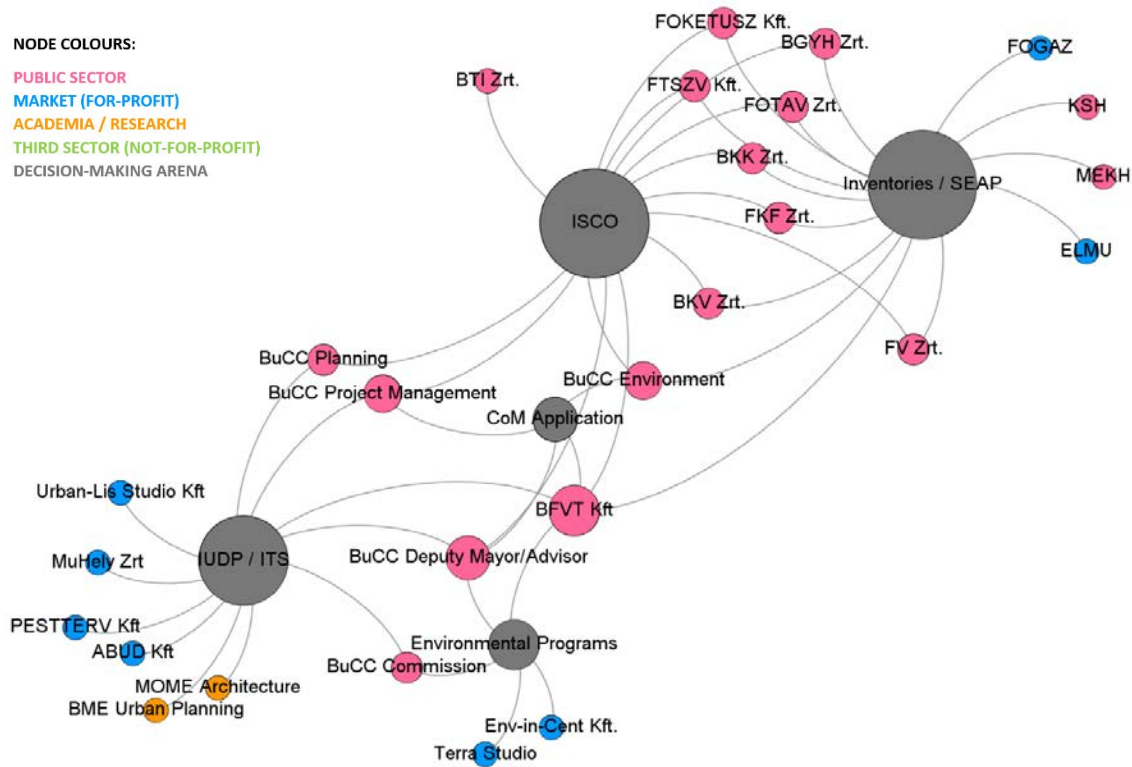 NODE COLOURS:
PUBLIC SECTOR
MARKET (FOR-PROFIT)
ACADEMIA / RESEARCH
THIRD SECTOR (NOT-FOR-PROFIT)
DECISION-MAKING ARENA
FOKETUSZ Kft.
BGYH Zrt.
FOGAZ
BTI Zrt.
FTSZV Kft.
FOTAV Zrt.
KSH
BKK Zrt.
MEKH
Inventories / SEAP
ISCO
FKF Zrt.
ELMU
BKV Zrt.
FV Zrt.
BuCC Planning
BuCC Environment
BuCC Project Management
CoM Application
Urban-Lis Studio Kft
BFVT Kft
MuHely Zrt
IUDP / ITS
BuCC Deputy Mayor/Advisor
PESTTERV Kft
ABUD Kft
Environmental Programs
BuCC Commission
MOME Architecture
BME Urban Planning
Env-in-Cent Kft.
Terra Studio